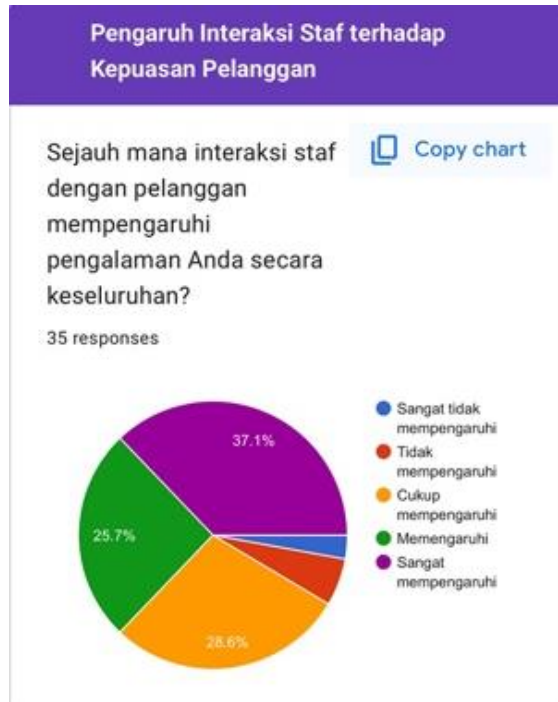 Pengaruh Interaksi Staf terhadap
Kepuasan Pelanggan
Sejauh mana interaksi staf
dengan pelanggan
mempengaruhi
pengalaman Anda secara
keseluruhan?
Copy chart
35 responses
37.1%
25.7%
28.6%
Sangat tidak
mempengaruhi
Tidak
mempengaruhi
Cukup
mempengaruhi
Memengaruhi
Sangat
mempengaruhi